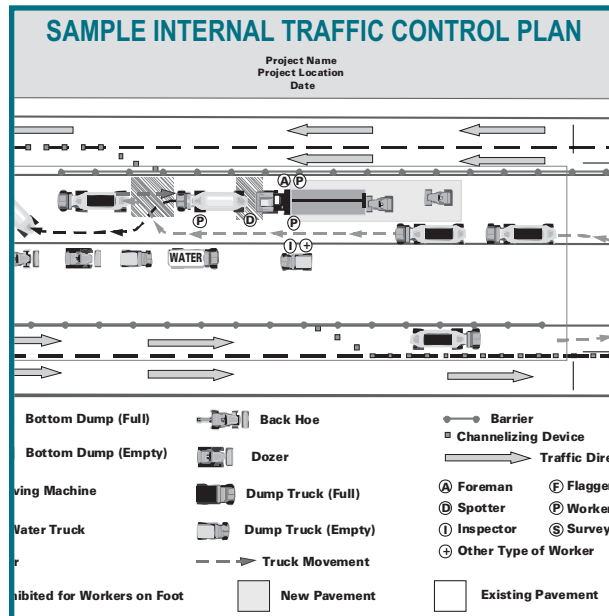 SAMPLE INTERNAL TRAFFIC CONTROL PLAN
Project Name
Project Location
Date
A P
P D P
I +
WATER
Bottom Dump (Full)
Back Hoe
Barrier
Channelizing Device
Bottom Dump (Empty)
Dozer
Traffic Dire
ving Machine
Dump Truck (Full)
A Foreman
F Flagge
D Spotter
P Worke
Water Truck
Dump Truck (Empty)
I Inspector
S Survey
+ Other Type of Worker
r
Truck Movement
hibited for Workers on Foot
New Pavement
Existing Pavement